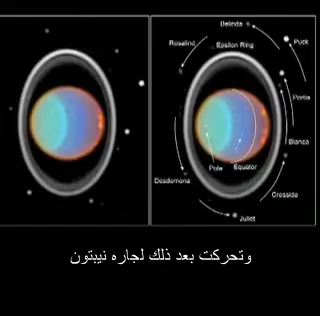 Belinda
Rosalind
Epsilon Ring
Puck
Portia
Bianca
Pole
Equator
Desdemona
Cressida
Juliet
وتحركت بعد ذلك لجاره نيبتون